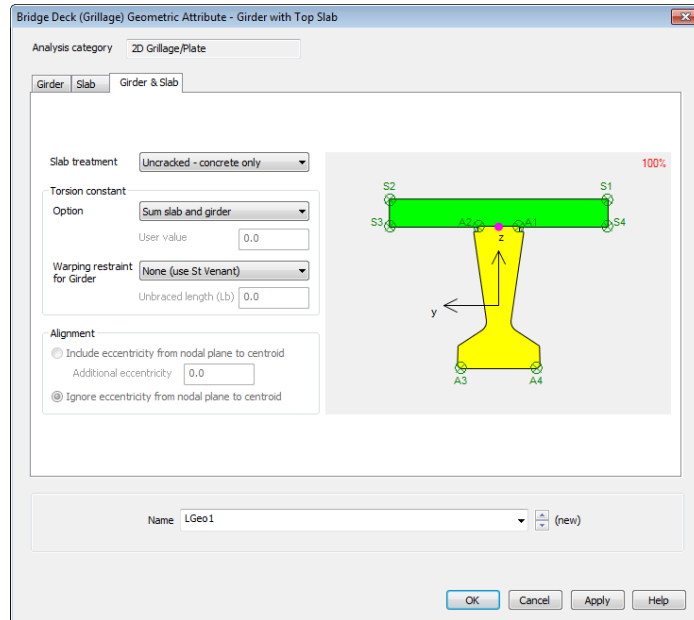 Bridge Deck (Grillage) Geometric Attribute - Girder with Top Slab
Analysis category 2D Grillage/Plate
Girder Slab Girder & Slab
Slab treatment Uncracked - concrete only
Torsion constant
Option Sum slab and girder
User value 0.0
Warping restraint
for Girder
None (use St Venant)
Unbraced length (Lb) 0.0
Alignment
Include eccentricity from nodal plane to centroid
Additional eccentricity 0.0
Ignore eccentricity from nodal plane to centroid
100%
S2 S1
S3 A2 A1 S4
z
y
A3 A4
Name LGeo1 (new)
OK Cancel Apply Help